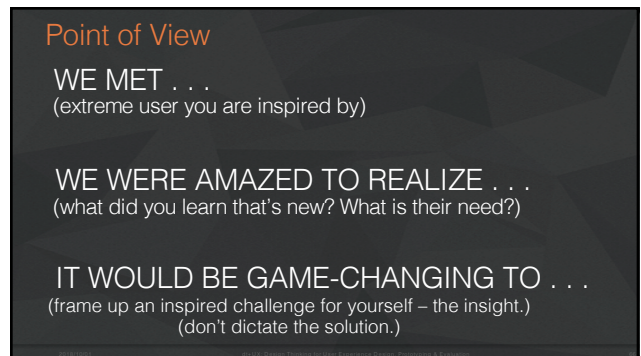 Point of View
WE MET . . .
(extreme user you are inspired by)
WE WERE AMAZED TO REALIZE . . .
(what did you learn that's new? What is their need?)
IT WOULD BE GAME-CHANGING TO . . .
(frame up an inspired challenge for yourself – the insight.)
(don't dictate the solution.)